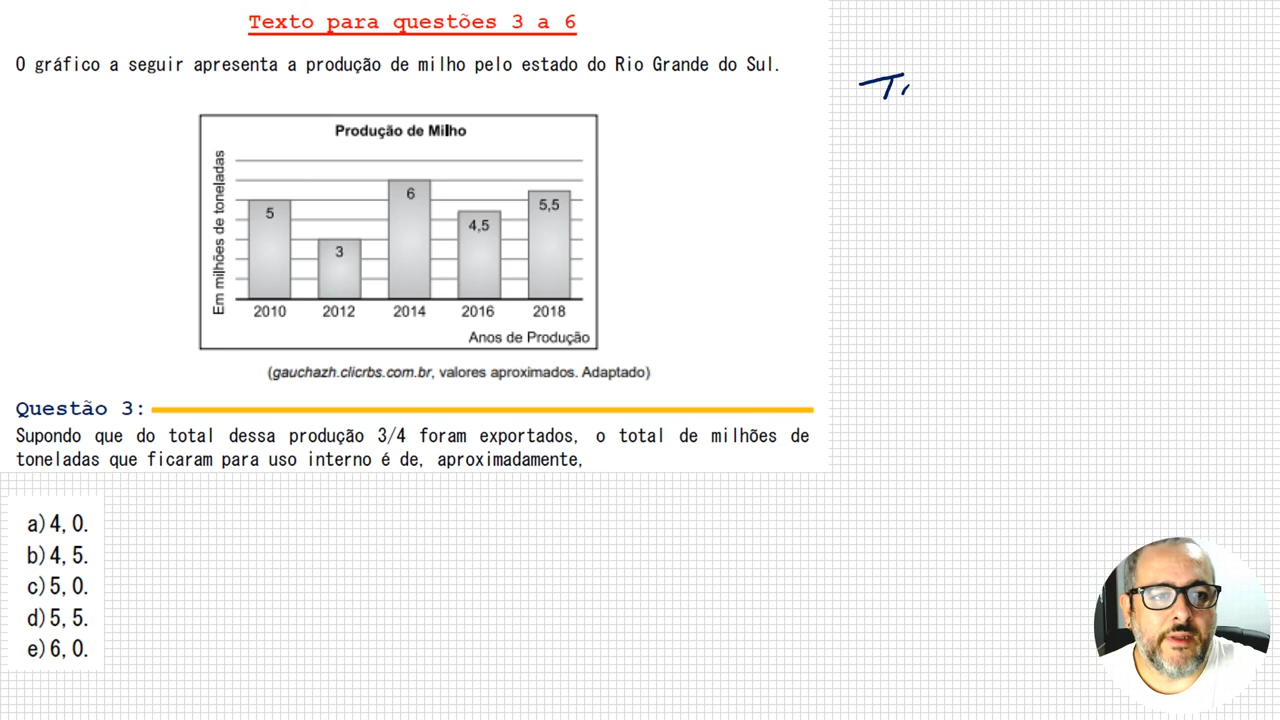 Texto para questões 3 a 6
O gráfico a seguir apresenta a produção de milho pelo estado do Rio Grande do Sul.
Produção de Milho
Em milhões de toneladas
5
3
6
4,5
5,5
2010
2012
2014
2016
2018
Anos de Produção
(gauchazh.clicrbs.com.br, valores aproximados. Adaptado)
Questão 3:
Supondo que do total dessa produção 3/4 foram exportados, o total de milhões de
toneladas que ficaram para uso interno é de, aproximadamente,
a)4,0.
b)4,5.
c)5,0.
d)5,5.
e)6,0.